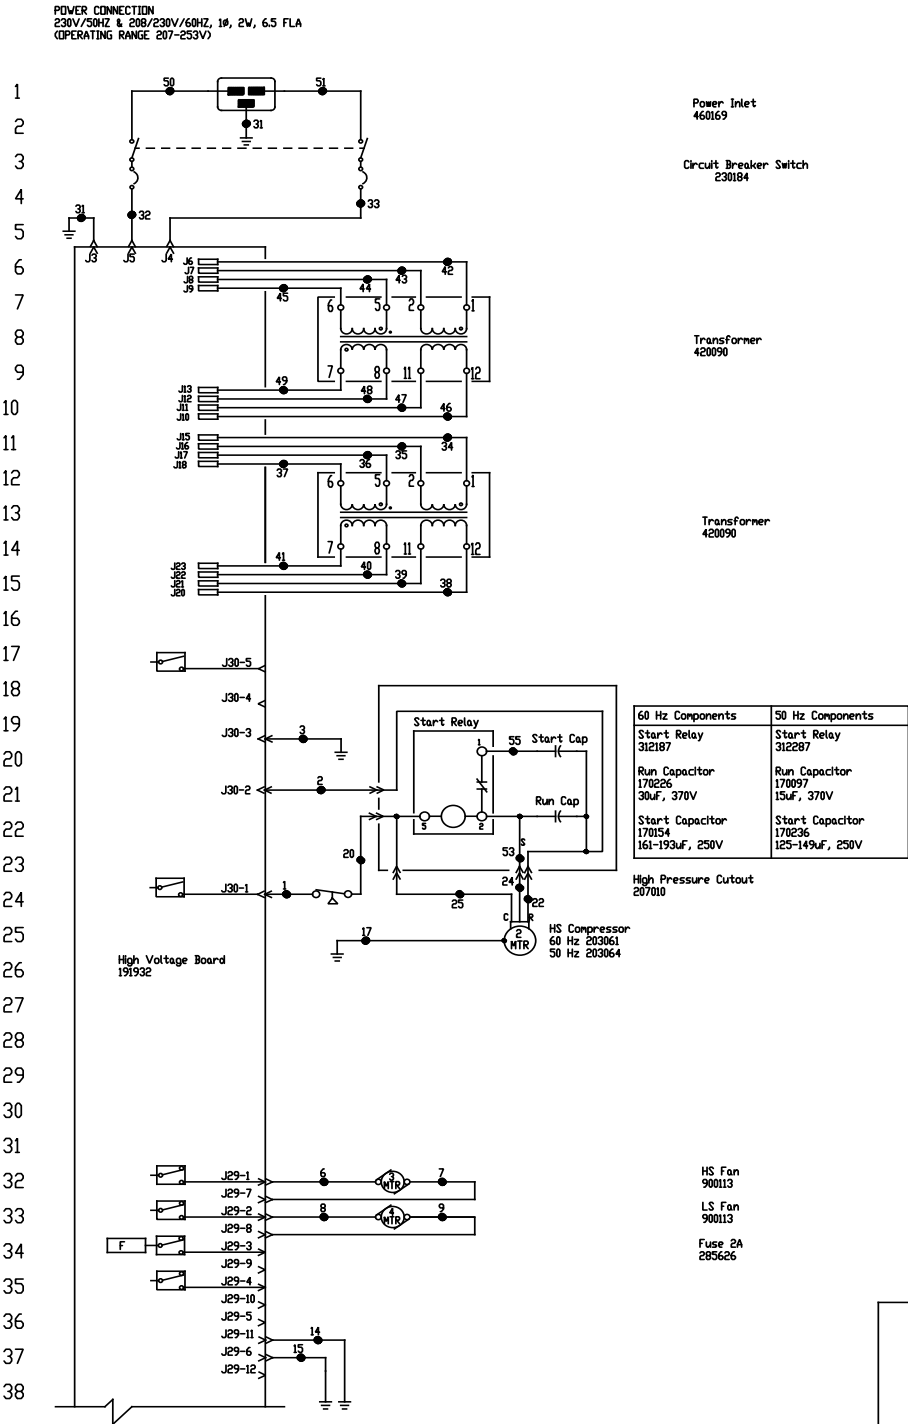 POWER CONNECTION
230V/50HZ & 208/230V/60HZ, 1ø, 2W, 6.5 FLA
(OPERATING RANGE 207-253V)
1
50
51
Power Inlet
460169
2
31
3
Circuit Breaker Switch
230184
4
33
31
32
5
J3
J5
J4
6
J6
42
J7
43
J8
44
J9
45
7
6
5
2
1
8
Transformer
420090
9
7
8
11
12
J13
49
J12
48
10
J11
47
J10
46
11
J15
34
J16
35
J17
36
J18
37
12
6
5
2
1
13
Transformer
420090
14
7
8
11
12
J23
41
J22
40
15
J21
39
J20
38
16
17
J30-5
18
J30-4
19
J30-3
3
Start Relay
1
55
Start Cap
60 Hz Components
50 Hz Components
Start Relay
312187
Start Relay
312287
20
Run Capacitor
170226
30uF, 370V
Run Capacitor
170097
15uF, 370V
21
J30-2
2
Run Cap
22
5
2
Start Capacitor
170154
161-193uF, 250V
Start Capacitor
170236
125-149uF, 250V
20
S
53
23
High Pressure Cutout
207010
24
J30-1
1
25
24
22
C
R
25
17
2
MTR
HS Compressor
60 Hz 203061
50 Hz 203064
26
High Voltage Board
191932
27
28
29
30
31
32
J29-1
6
3
MTR
7
HS Fan
900113
J29-7
33
J29-2
8
4
MTR
9
LS Fan
900113
J29-8
34
F
J29-3
Fuse 2A
285626
J29-9
35
J29-4
J29-10
36
J29-5
J29-11
14
37
J29-6
15
J29-12
38